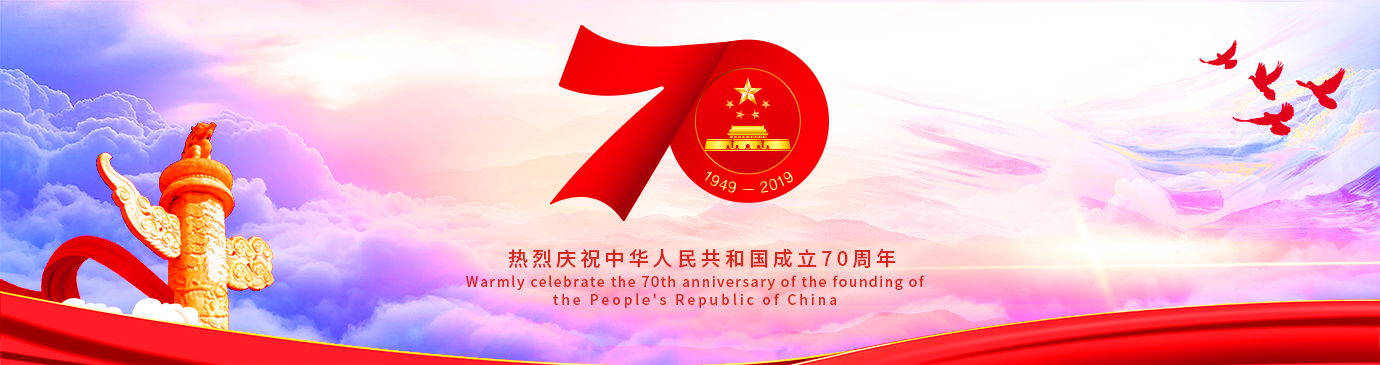 70
1949 — 2019
热烈庆祝中华人民共和国成立70周年
Warmly celebrate the 70th anniversary of the founding of
the People's Republic of China